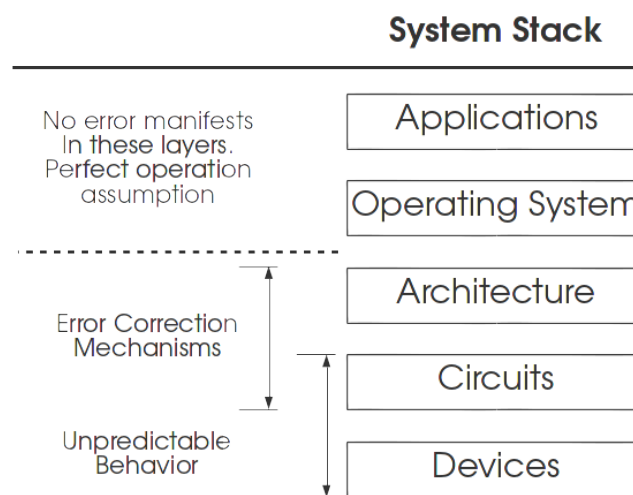 System Stack
No error manifests
In these layers.
Perfect operation
assumption
Applications
Operating System
Architecture
Error Correction
Mechanisms
Circuits
Unpredictable
Behavior
Devices